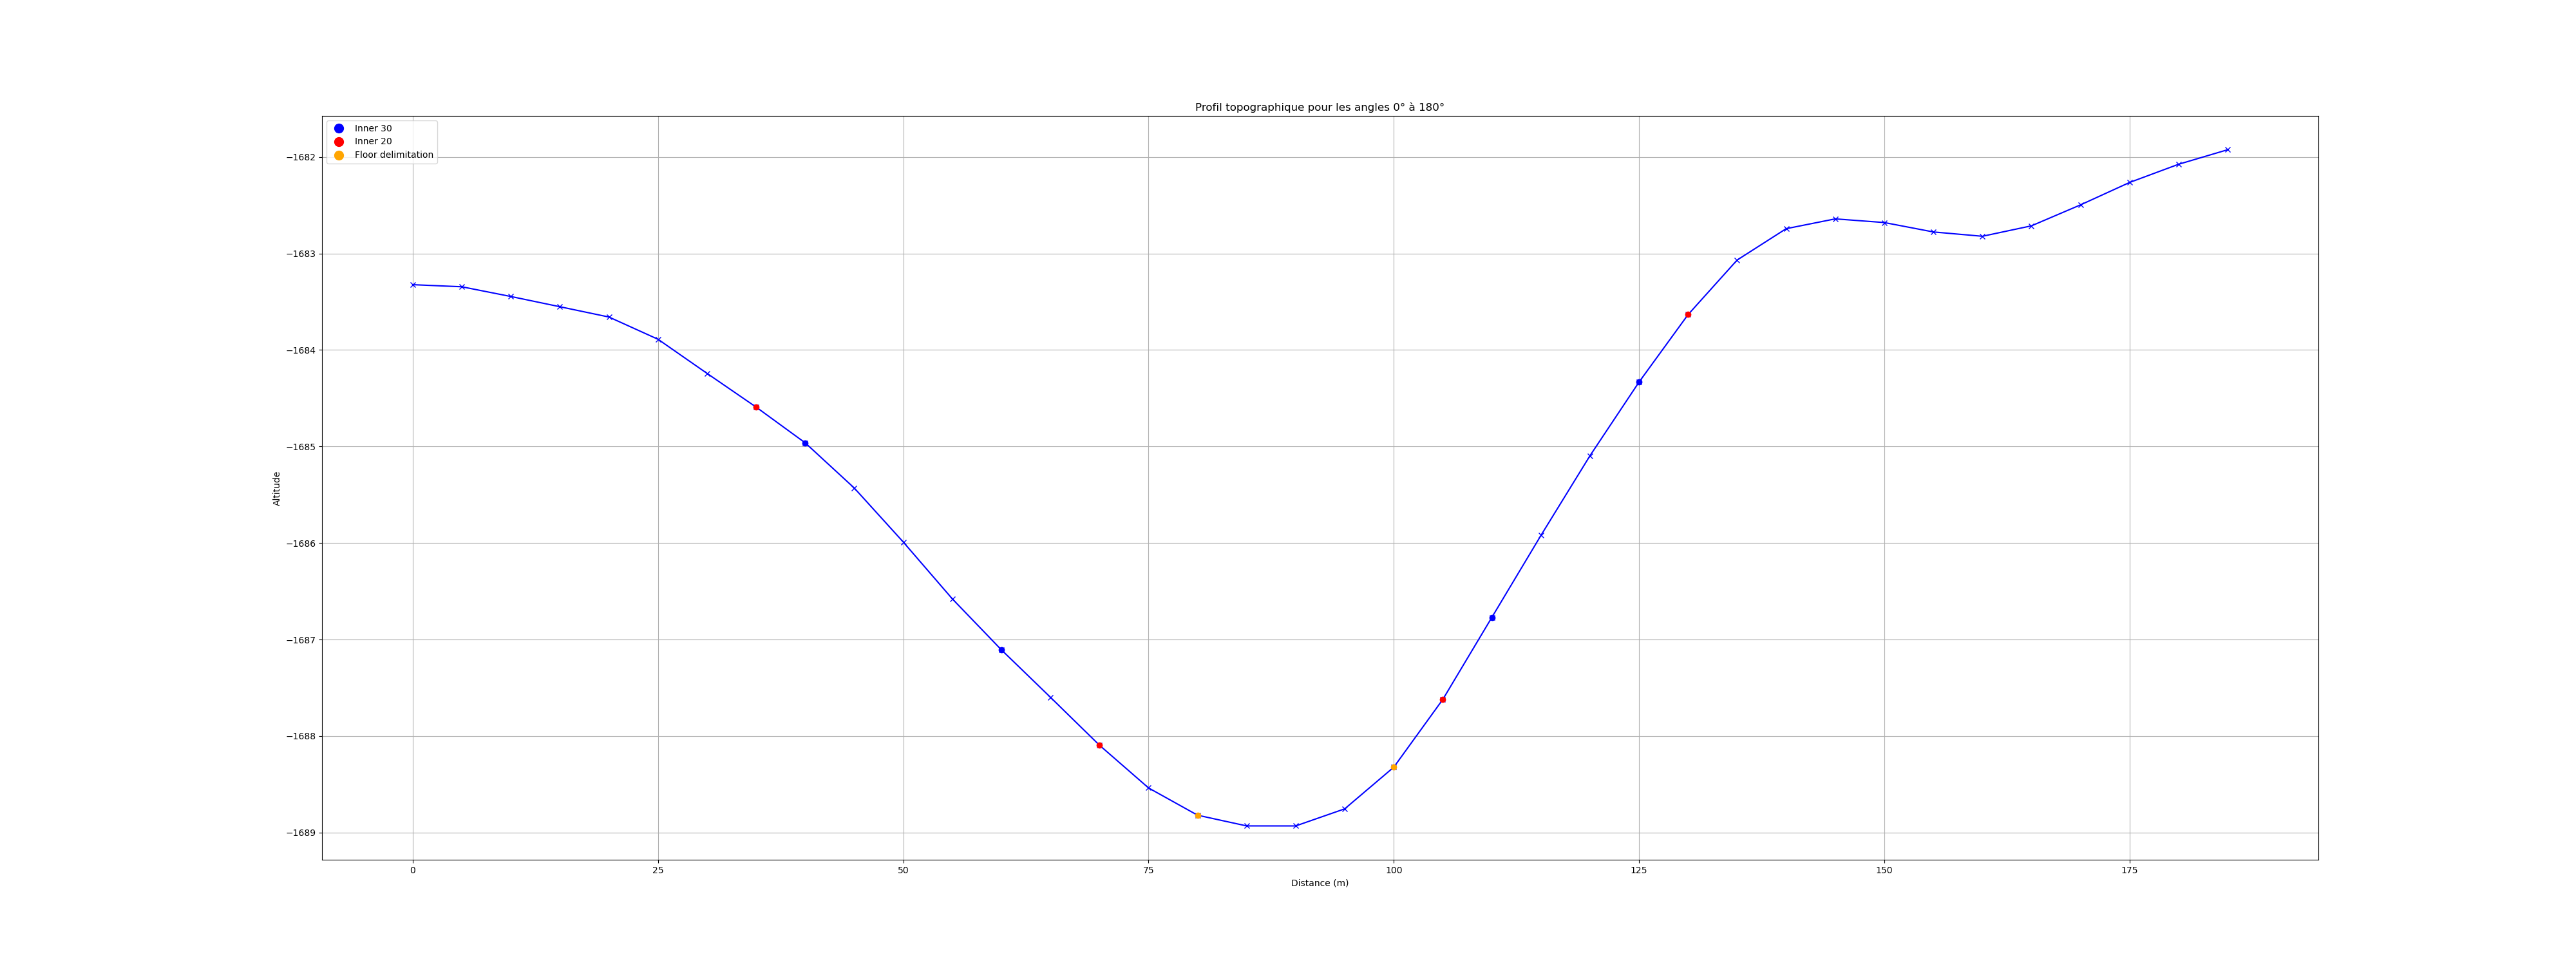 Profil topographique pour les angles 0° à 180°
Inner 30
Inner 20
Floor delimitation
−1682
−1683
−1684
−1685
−1686
−1687
−1688
−1689
Altitude
0 25 50 75 100 125 150 175
Distance (m)